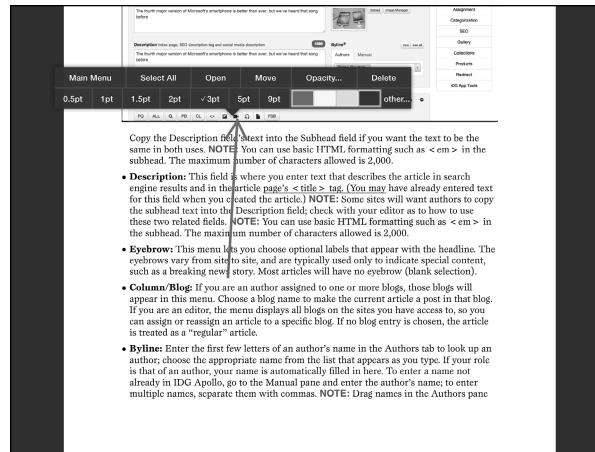 The fourth major version of Microsoft's smartphone is better than ever, but we've heard that song
before
Assignment
Categorization
SEO
Gallery
Collections
Products
Redirect
iOS App Tools
Description Index page, SEO description tag and social media description
The fourth major version of Microsoft's smartphone is better than ever, but we've heard that song
before
Image Manager
Byline*
new see all
Authors Manual
Main Menu Select All Open Move Opacity... Delete
0.5pt 1pt 1.5pt 2pt ✓3pt 5pt 9pt other...
PQ ALL Q. PB CL <> FSB
Copy the Description field's text into the Subhead field if you want the text to be the
same in both uses. NOTE: You can use basic HTML formatting such as <em> in the
subhead. The maximum number of characters allowed is 2,000.
• Description: This field is where you enter text that describes the article in search
engine results and in the article page's <title> tag. (You may have already entered text
for this field when you created the article.) NOTE: Some sites will want authors to copy
the subhead text into the Description field; check with your editor as to how to use
these two related fields. NOTE: You can use basic HTML formatting such as <em> in
the subhead. The maximum number of characters allowed is 2,000.
• Eyebrow: This menu lets you choose optional labels that appear with the headline. The
eyebrows vary from site to site, and are typically used only to indicate special content,
such as a breaking news story. Most articles will have no eyebrow (blank selection).
• Column/Blog: If you are an author assigned to one or more blogs, those blogs will
appear in this menu. Choose a blog name to make the current article a post in that blog.
If you are an editor, the menu displays all blogs on the sites you have access to, so you
can assign or reassign an article to a specific blog. If no blog entry is chosen, the article
is treated as a "regular" article.
• Byline: Enter the first few letters of an author's name in the Authors tab to look up an
author; choose the appropriate name from the list that appears as you type. If your role
is that of an author, your name is automatically filled in here. To enter a name not
already in IDG Apollo, go to the Manual pane and enter the author's name; to enter
multiple names, separate them with commas. NOTE: Drag names in the Authors pane